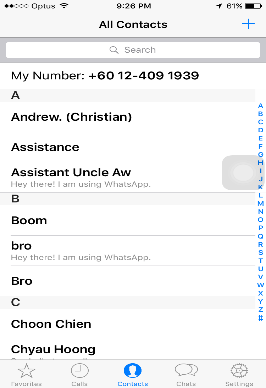 Optus 9:26 PM 61%
All Contacts +
Search
My Number: +60 12-409 1939
A
Andrew. (Christian)
Assistance
Assistant Uncle Aw
Hey there! I am using WhatsApp.
B
Boom
bro
Hey there! I am using WhatsApp.
Bro
C
Choon Chien
Chyau Hoong
A
B
C
D
E
F
G
H
I
J
K
L
M
N
O
P
Q
R
S
T
U
V
W
X
Y
Z
#
Favorites Calls Contacts Chats Settings